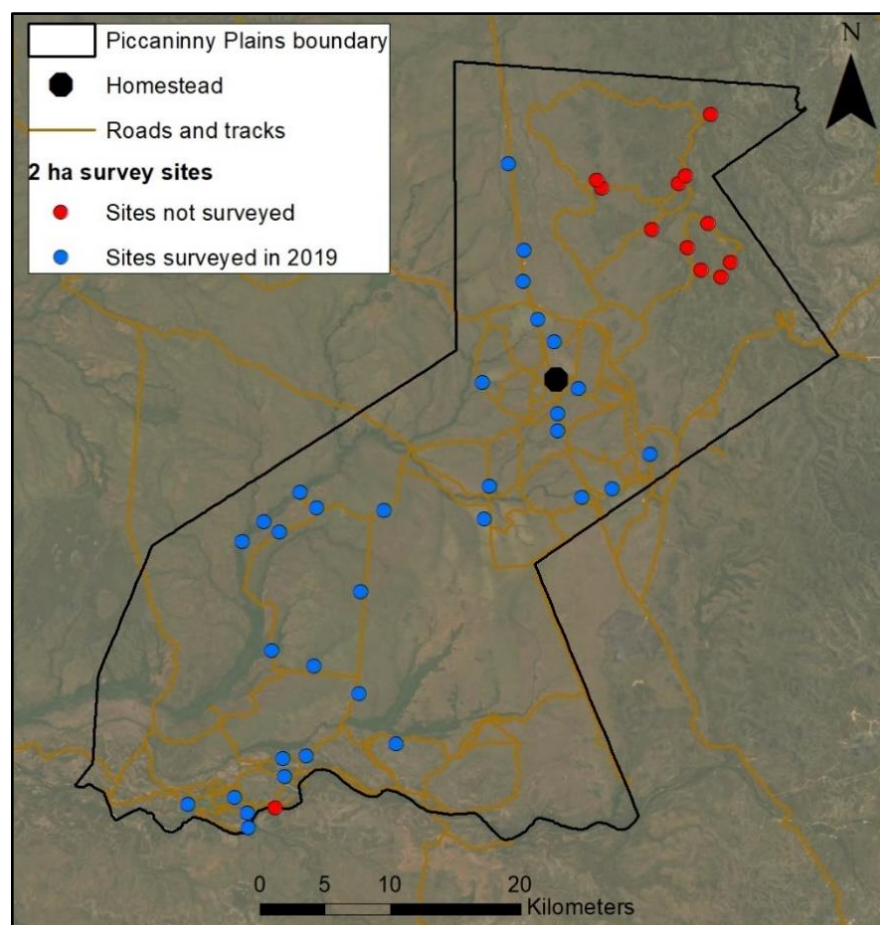 Piccaninny Plains boundary
Homestead
Roads and tracks
2 ha survey sites
Sites not surveyed
Sites surveyed in 2019
N
0 5 10 20
Kilometers